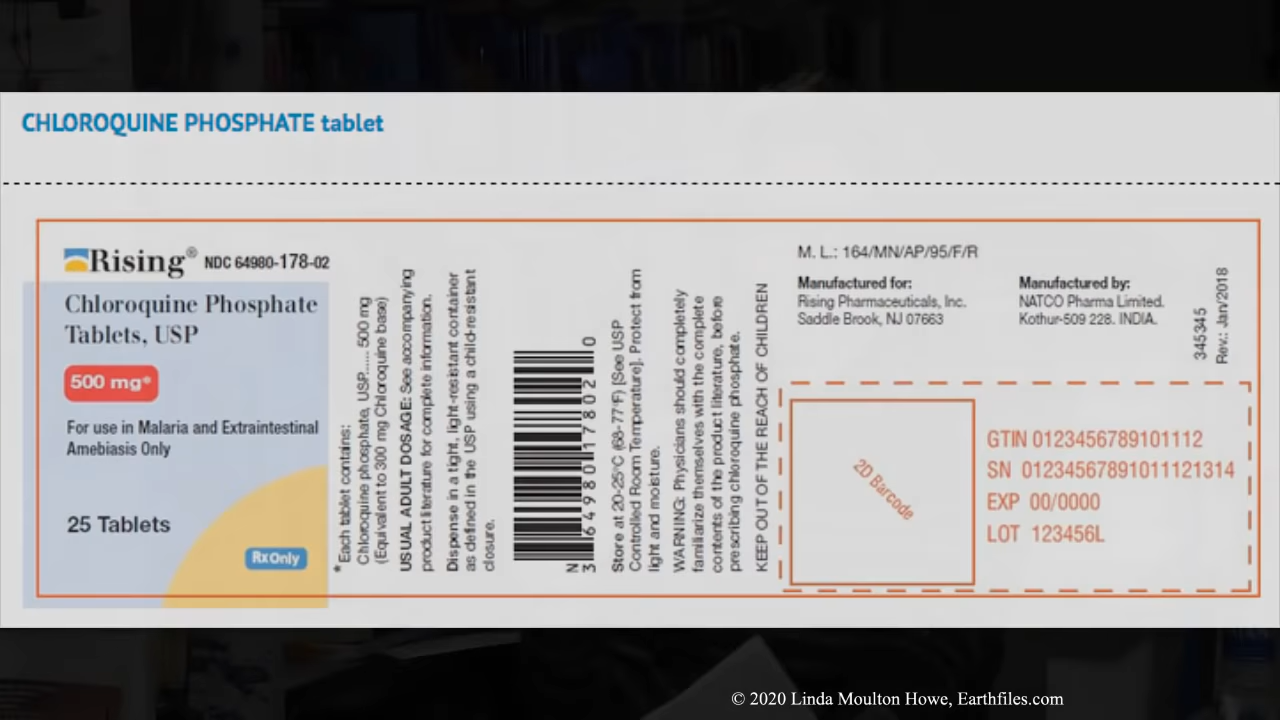 CHLOROQUINE PHOSPHATE tablet
Rising® NDC 64980-178-02
Chloroquine Phosphate
Tablets, USP
500 mg*
For use in Malaria and Extraintestinal
Amebiasis Only
25 Tablets
Rx Only
* Each tablet contains:
Chloroquine phosphate, USP...... 500 mg
(Equivalent to 300 mg Chloroquine base)
USUAL ADULT DOSAGE: See accompanying
product literature for complete information.
Dispense in a tight, light-resistant container
as defined in the USP using a child-resistant
closure.
N
3 64980 17802 0
Store at 20-25°C (68-77°F) [See USP
Controlled Room Temperature]. Protect from
light and moisture.
WARNING: Physicians should completely
familiarize themselves with the complete
contents of the product literature, before
prescribing chloroquine phosphate.
KEEP OUT OF THE REACH OF CHILDREN
M. L.: 164/MN/AP/95/F/R
Manufactured for:
Rising Pharmaceuticals, Inc.
Saddle Brook, NJ 07663
Manufactured by:
NATCO Pharma Limited.
Kothur-509 228. INDIA.
345345
Rev.: Jan/2018
2D Barcode
GTIN 0123456789101112
SN 01234567891011121314
EXP 00/0000
LOT 123456L
© 2020 Linda Moulton Howe, Earthfiles.com